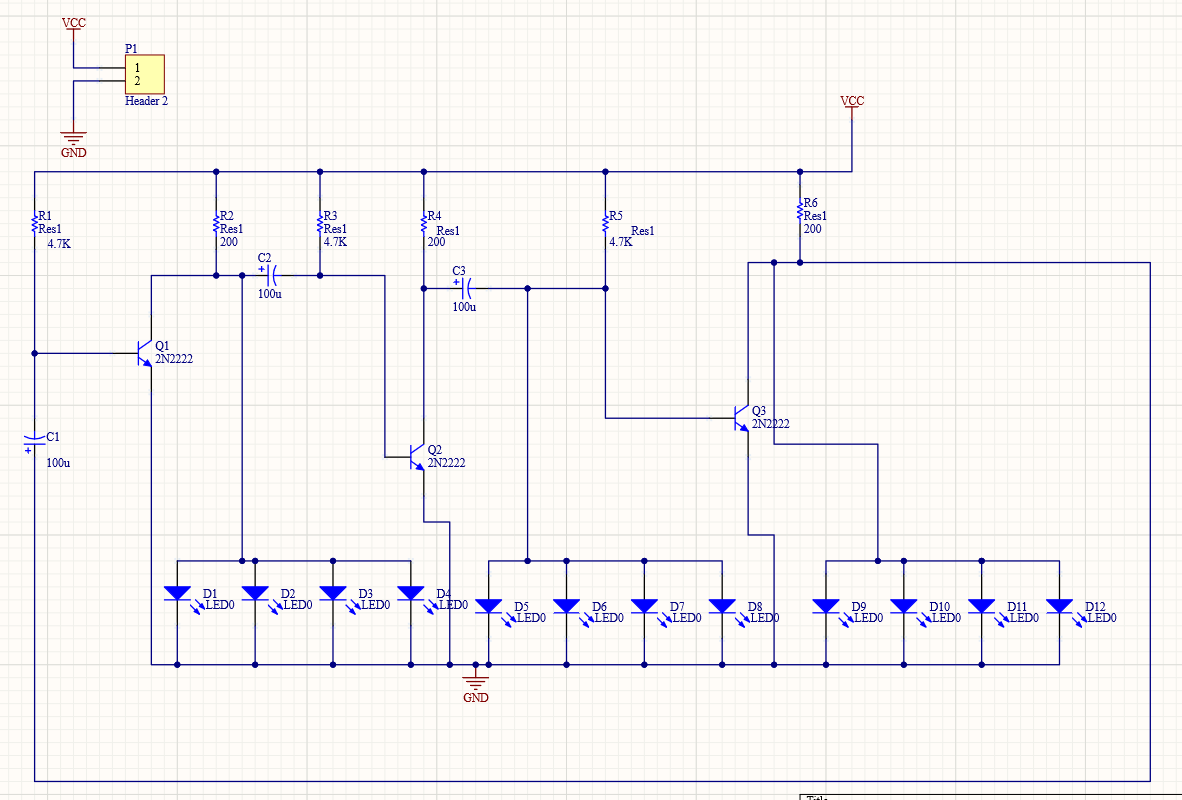 VCC
P1
1
2
Header 2
GND
VCC
R1
Res1
4.7K
R2
Res1
200
R3
Res1
4.7K
R4
Res1
200
R5
Res1
4.7K
R6
Res1
200
C2
+
100u
C3
+
100u
Q1
2N2222
Q2
2N2222
Q3
2N2222
C1
+
100u
D1
LED0
D2
LED0
D3
LED0
D4
LED0
D5
LED0
D6
LED0
D7
LED0
D8
LED0
D9
LED0
D10
LED0
D11
LED0
D12
LED0
GND
Title